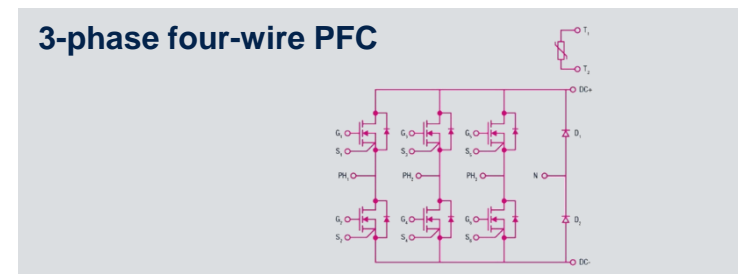 3-phase four-wire PFC
T1
T2
DC+
G1 G3 G5 D1
S1 S3 S5
PH1 PH2 PH3 N
G2 G4 G6 D2
S2 S4 S6
DC-